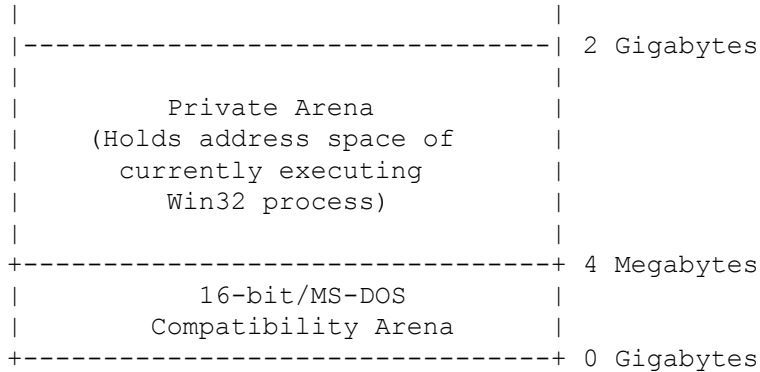 2 Gigabytes
Private Arena
(Holds address space of
currently executing
Win32 process)
4 Megabytes
16-bit/MS-DOS
Compatibility Arena
0 Gigabytes